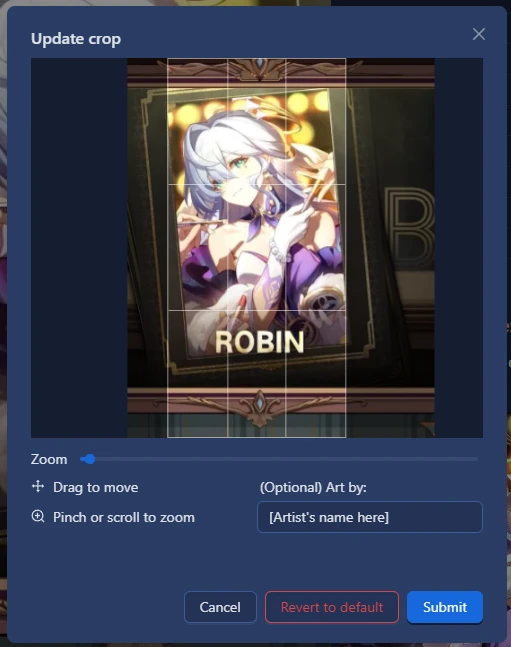 Update crop
B
ROBIN
Zoom
Drag to move
(Optional) Art by:
Pinch or scroll to zoom
[Artist's name here]
Cancel
Revert to default
Submit